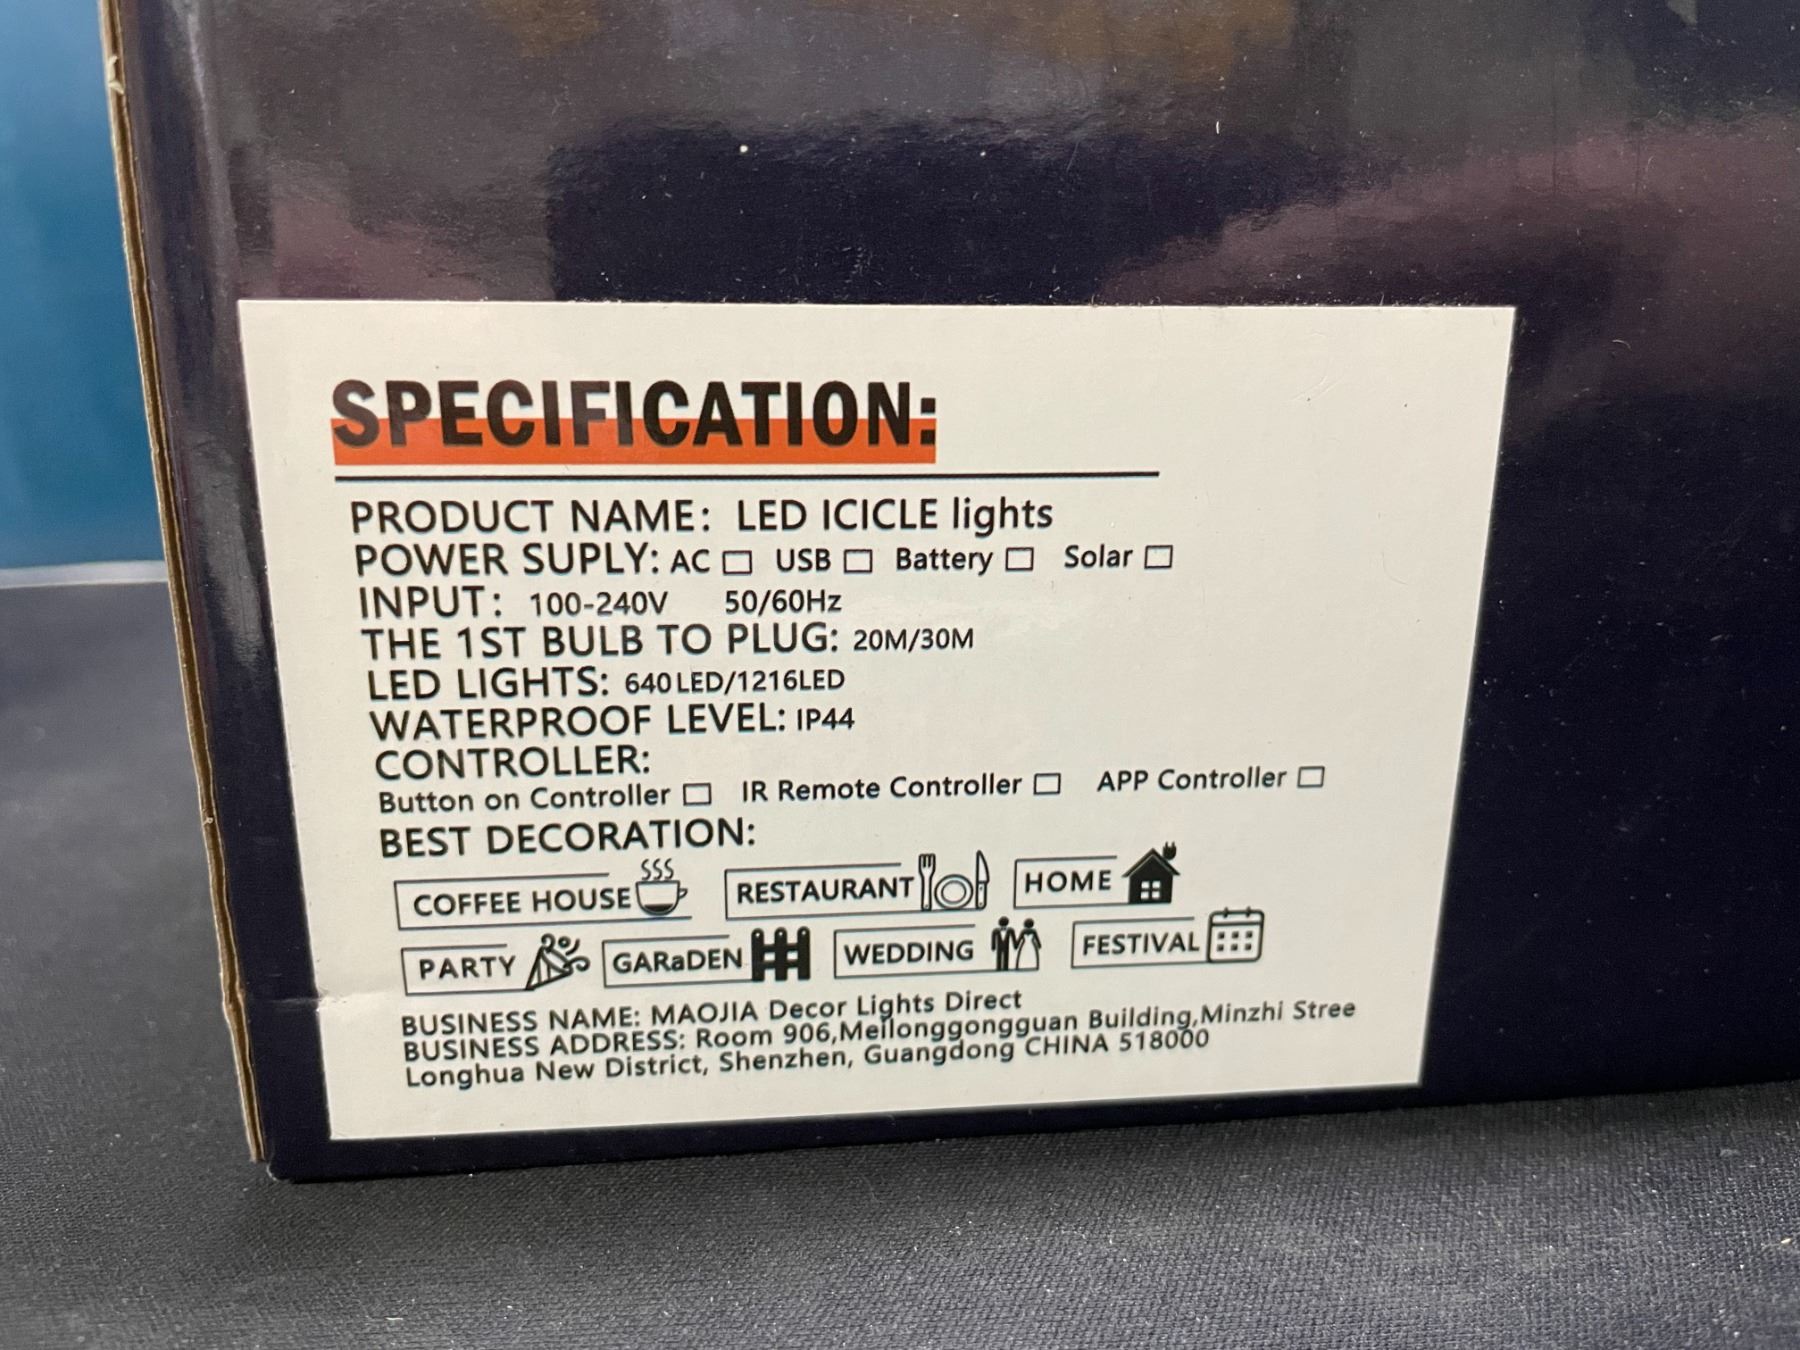 SPECIFICATION:
PRODUCT NAME: LED ICICLE lights
POWER SUPLY: AC □ USB □ Battery □ Solar □
INPUT: 100-240V 50/60Hz
THE 1ST BULB TO PLUG: 20M/30M
LED LIGHTS: 640LED/1216LED
WATERPROOF LEVEL: IP44
CONTROLLER:
Button on Controller □ IR Remote Controller □ APP Controller □
BEST DECORATION:
COFFEE HOUSE RESTAURANT HOME
PARTY GARaDEN WEDDING FESTIVAL
BUSINESS NAME: MAOJIA Decor Lights Direct
BUSINESS ADDRESS: Room 906,Meilonggongguan Building,Minzhi Stree
Longhua New District, Shenzhen, Guangdong CHINA 518000